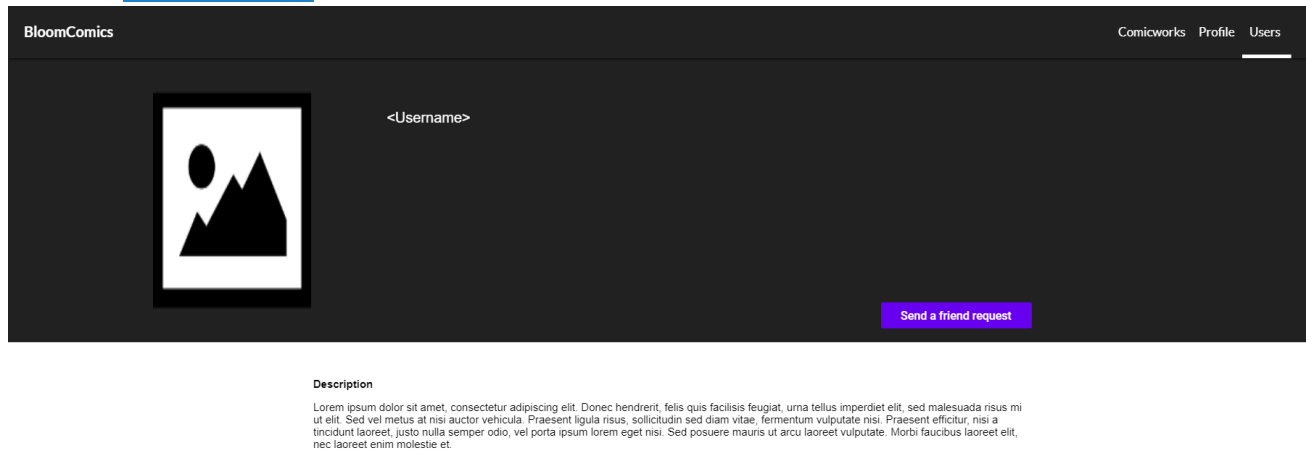 BloomComics
Comicworks Profile Users
<Username>
Send a friend request
Description
Lorem ipsum dolor sit amet, consectetur adipiscing elit. Donec hendrerit, felis quis facilisis feugiat, urna tellus imperdiet elit, sed malesuada risus mi
ut elit. Sed vel metus at nisi auctor vehicula. Praesent ligula risus, sollicitudin sed diam vitae, fermentum vulputate nisi. Praesent efficitur, nisi a
tincidunt laoreet, justo nulla semper odio, vel porta ipsum lorem eget nisi. Sed posuere mauris ut arcu laoreet vulputate. Morbi faucibus laoreet elit,
nec laoreet enim molestie et.